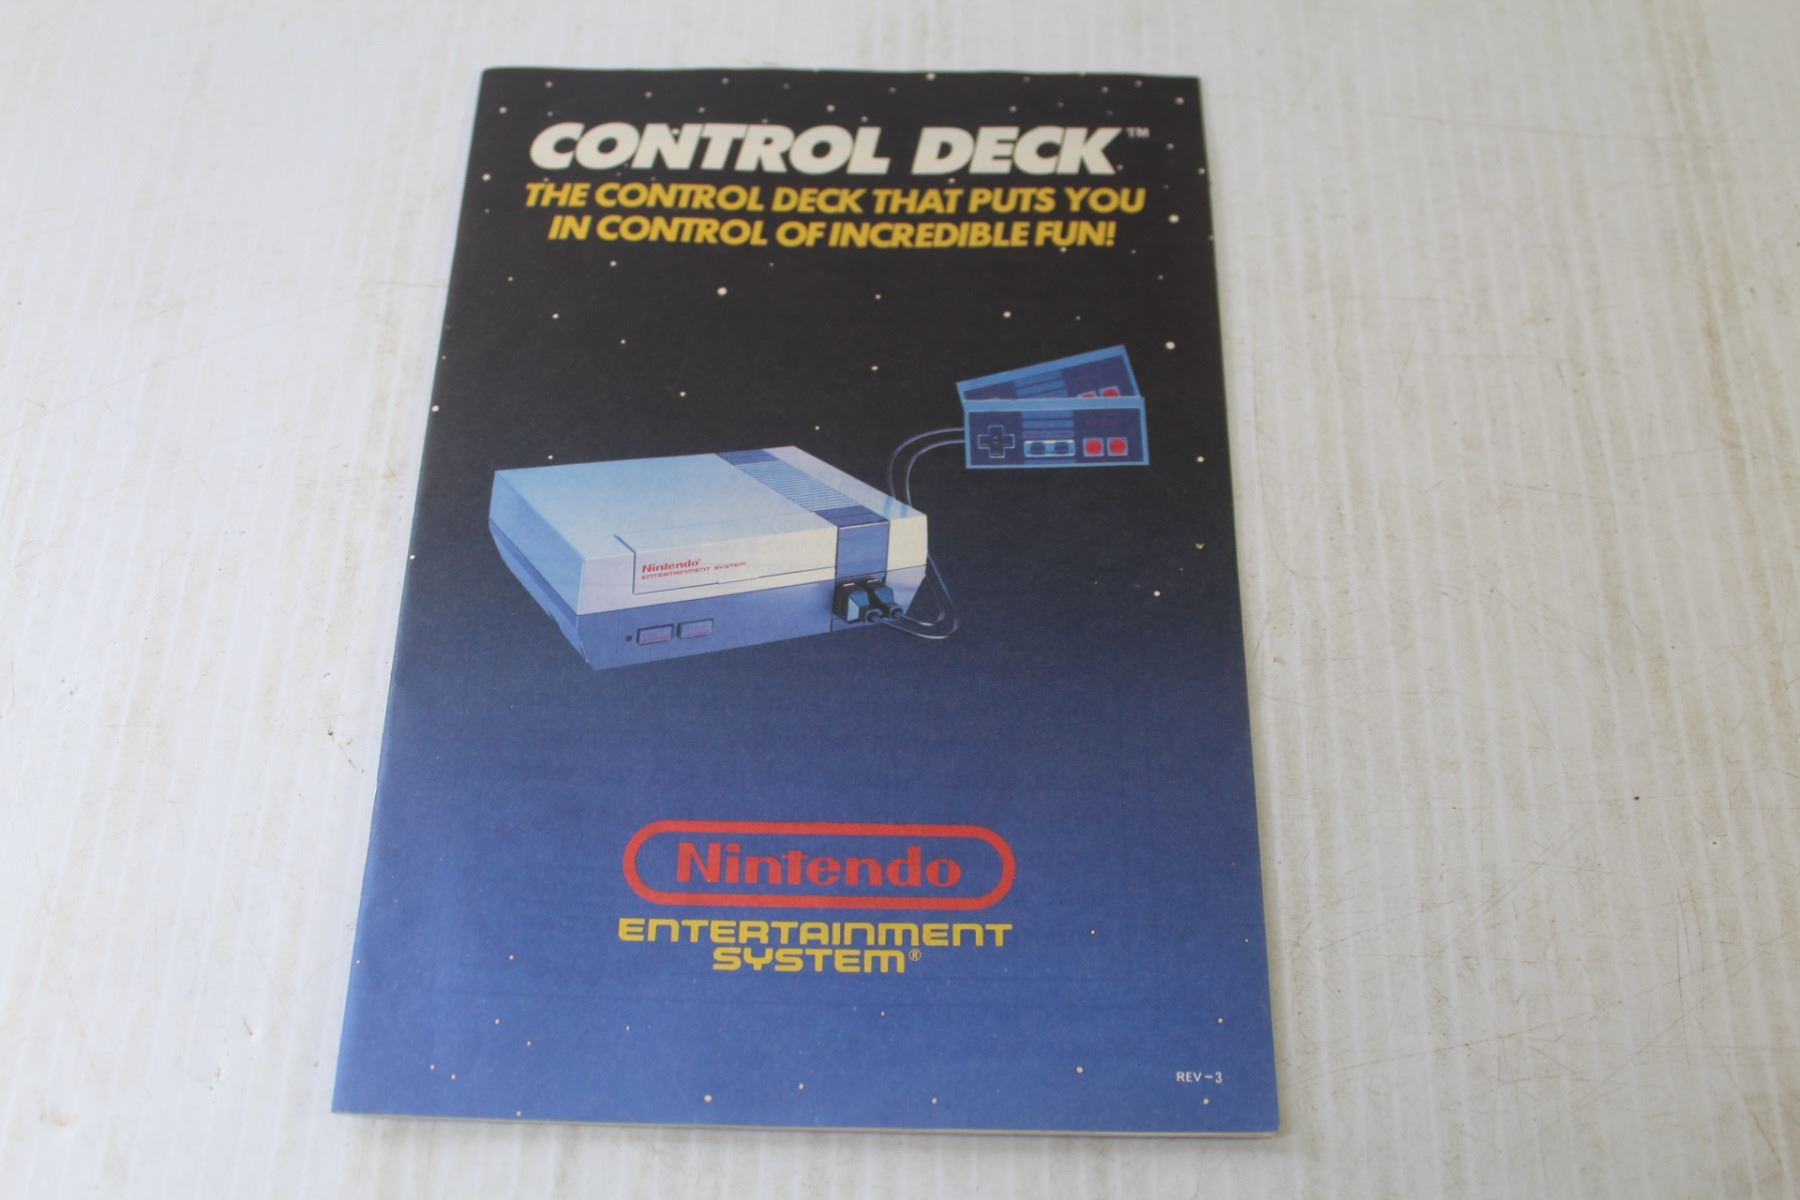 CONTROL DECK™
THE CONTROL DECK THAT PUTS YOU
IN CONTROL OF INCREDIBLE FUN!
Nintendo®
ENTERTAINMENT SYSTEM
Nintendo
ENTERTAINMENT
SYSTEM®
REV-3